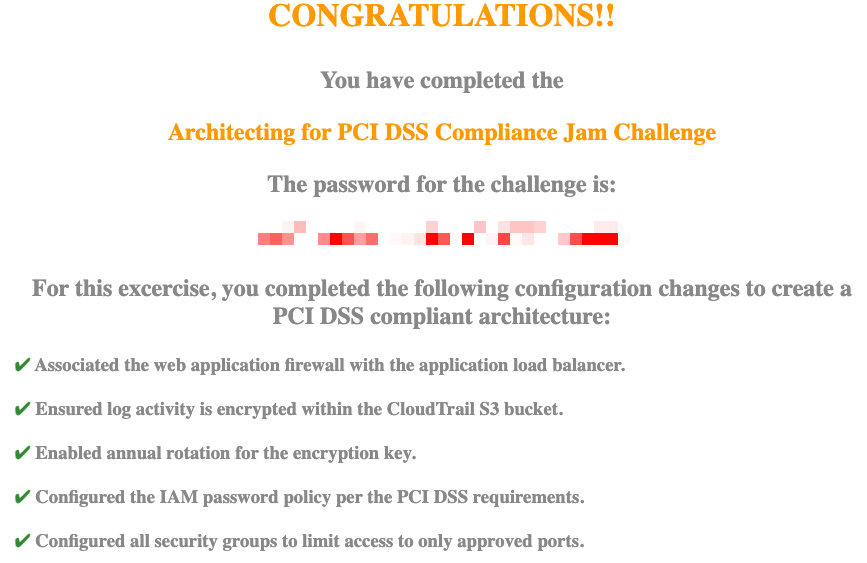 CONGRATULATIONS!!
You have completed the
Architecting for PCI DSS Compliance Jam Challenge
The password for the challenge is:
For this excercise, you completed the following configuration changes to create a
PCI DSS compliant architecture:
✔ Associated the web application firewall with the application load balancer.
✔ Ensured log activity is encrypted within the CloudTrail S3 bucket.
✔ Enabled annual rotation for the encryption key.
✔ Configured the IAM password policy per the PCI DSS requirements.
✔ Configured all security groups to limit access to only approved ports.